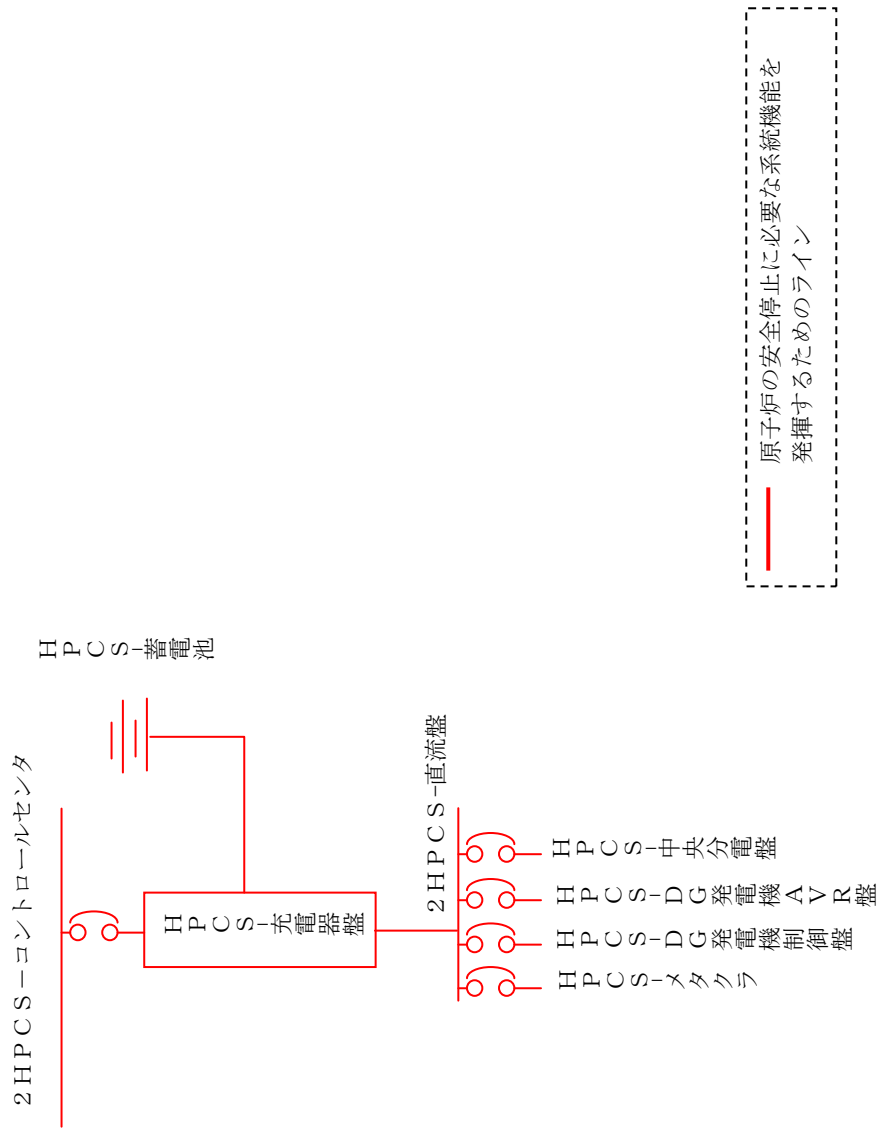 2HPCS－コントロールセンタ
HPCS-蓄電池
HPCS-充電器盤
2HPCS-直流盤
HPCS-メタクラ
HPCS-DG発電機制御盤
HPCS-DG発電機AVR盤
HPCS-中央分電盤
原子炉の安全停止に必要な系統機能を
発揮するためのライン